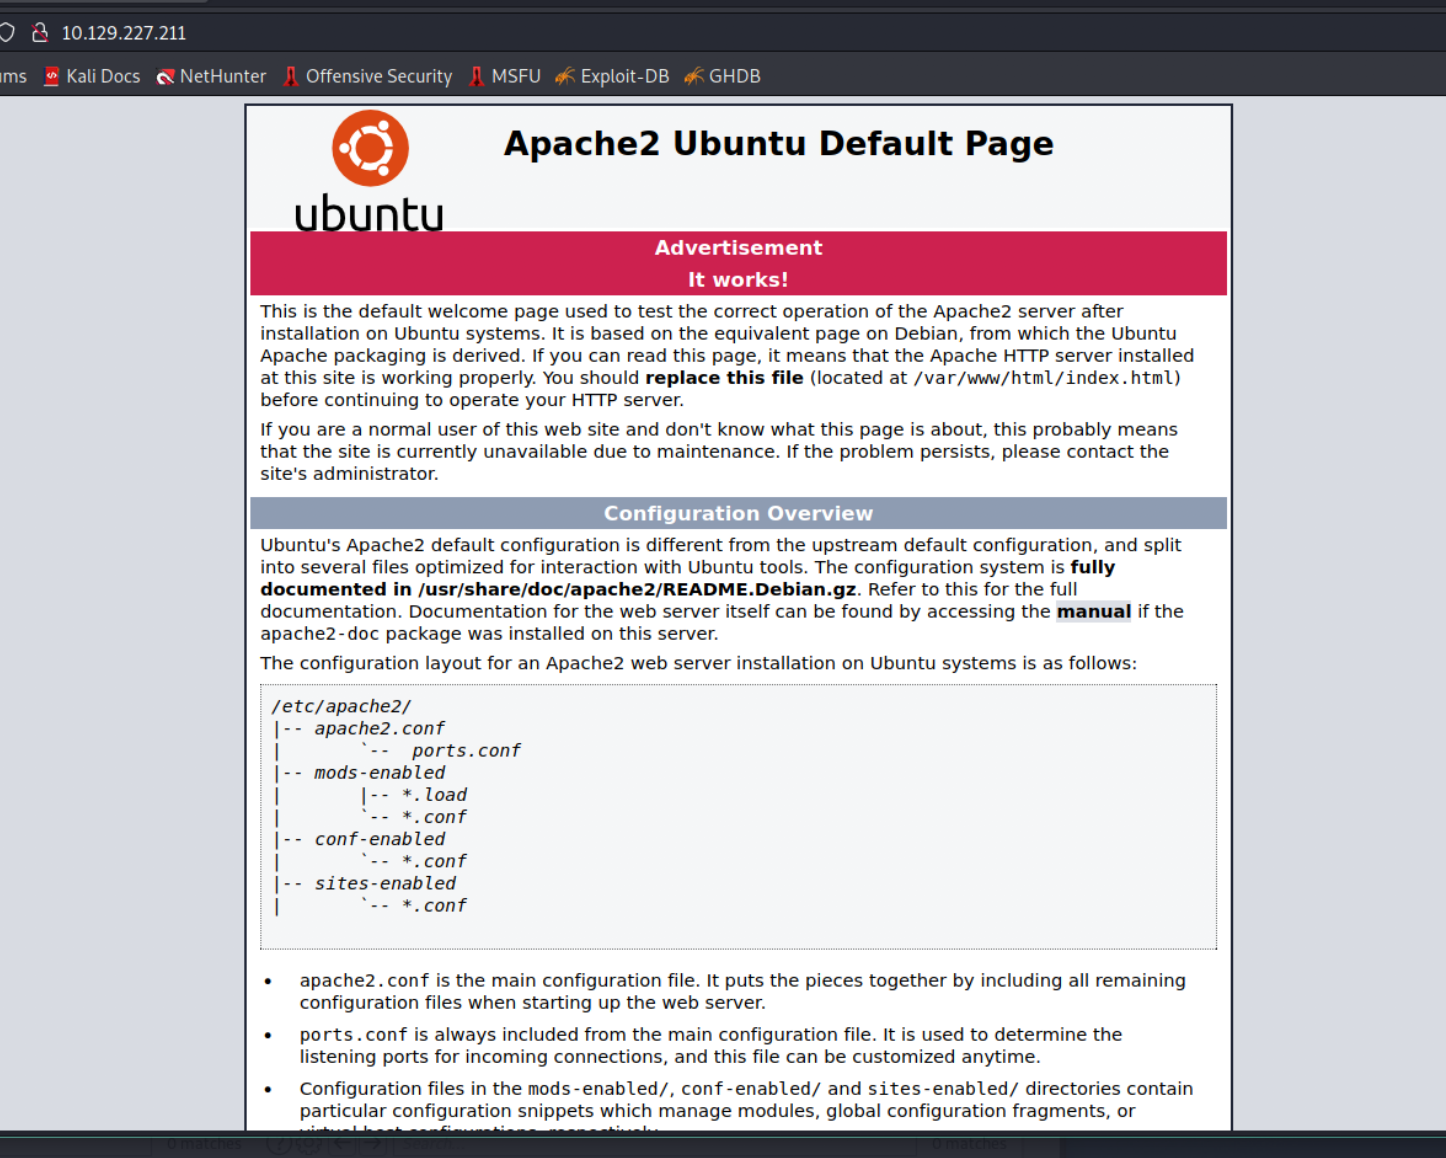 10.129.227.211
ums Kali Docs NetHunter Offensive Security MSFU Exploit-DB GHDB
ubuntu
Apache2 Ubuntu Default Page
Advertisement
It works!
This is the default welcome page used to test the correct operation of the Apache2 server after
installation on Ubuntu systems. It is based on the equivalent page on Debian, from which the Ubuntu
Apache packaging is derived. If you can read this page, it means that the Apache HTTP server installed
at this site is working properly. You should replace this file (located at /var/www/html/index.html)
before continuing to operate your HTTP server.
If you are a normal user of this web site and don't know what this page is about, this probably means
that the site is currently unavailable due to maintenance. If the problem persists, please contact the
site's administrator.
Configuration Overview
Ubuntu's Apache2 default configuration is different from the upstream default configuration, and split
into several files optimized for interaction with Ubuntu tools. The configuration system is fully
documented in /usr/share/doc/apache2/README.Debian.gz. Refer to this for the full
documentation. Documentation for the web server itself can be found by accessing the manual if the
apache2-doc package was installed on this server.
The configuration layout for an Apache2 web server installation on Ubuntu systems is as follows:
/etc/apache2/
|-- apache2.conf
|       `--  ports.conf
|-- mods-enabled
|       |-- *.load
|       `-- *.conf
|-- conf-enabled
|       `-- *.conf
|-- sites-enabled
|       `-- *.conf
• apache2.conf is the main configuration file. It puts the pieces together by including all remaining
configuration files when starting up the web server.
• ports.conf is always included from the main configuration file. It is used to determine the
listening ports for incoming connections, and this file can be customized anytime.
• Configuration files in the mods-enabled/, conf-enabled/ and sites-enabled/ directories contain
particular configuration snippets which manage modules, global configuration fragments, or
virtual host configurations, respectively.
0 matches 0 matches